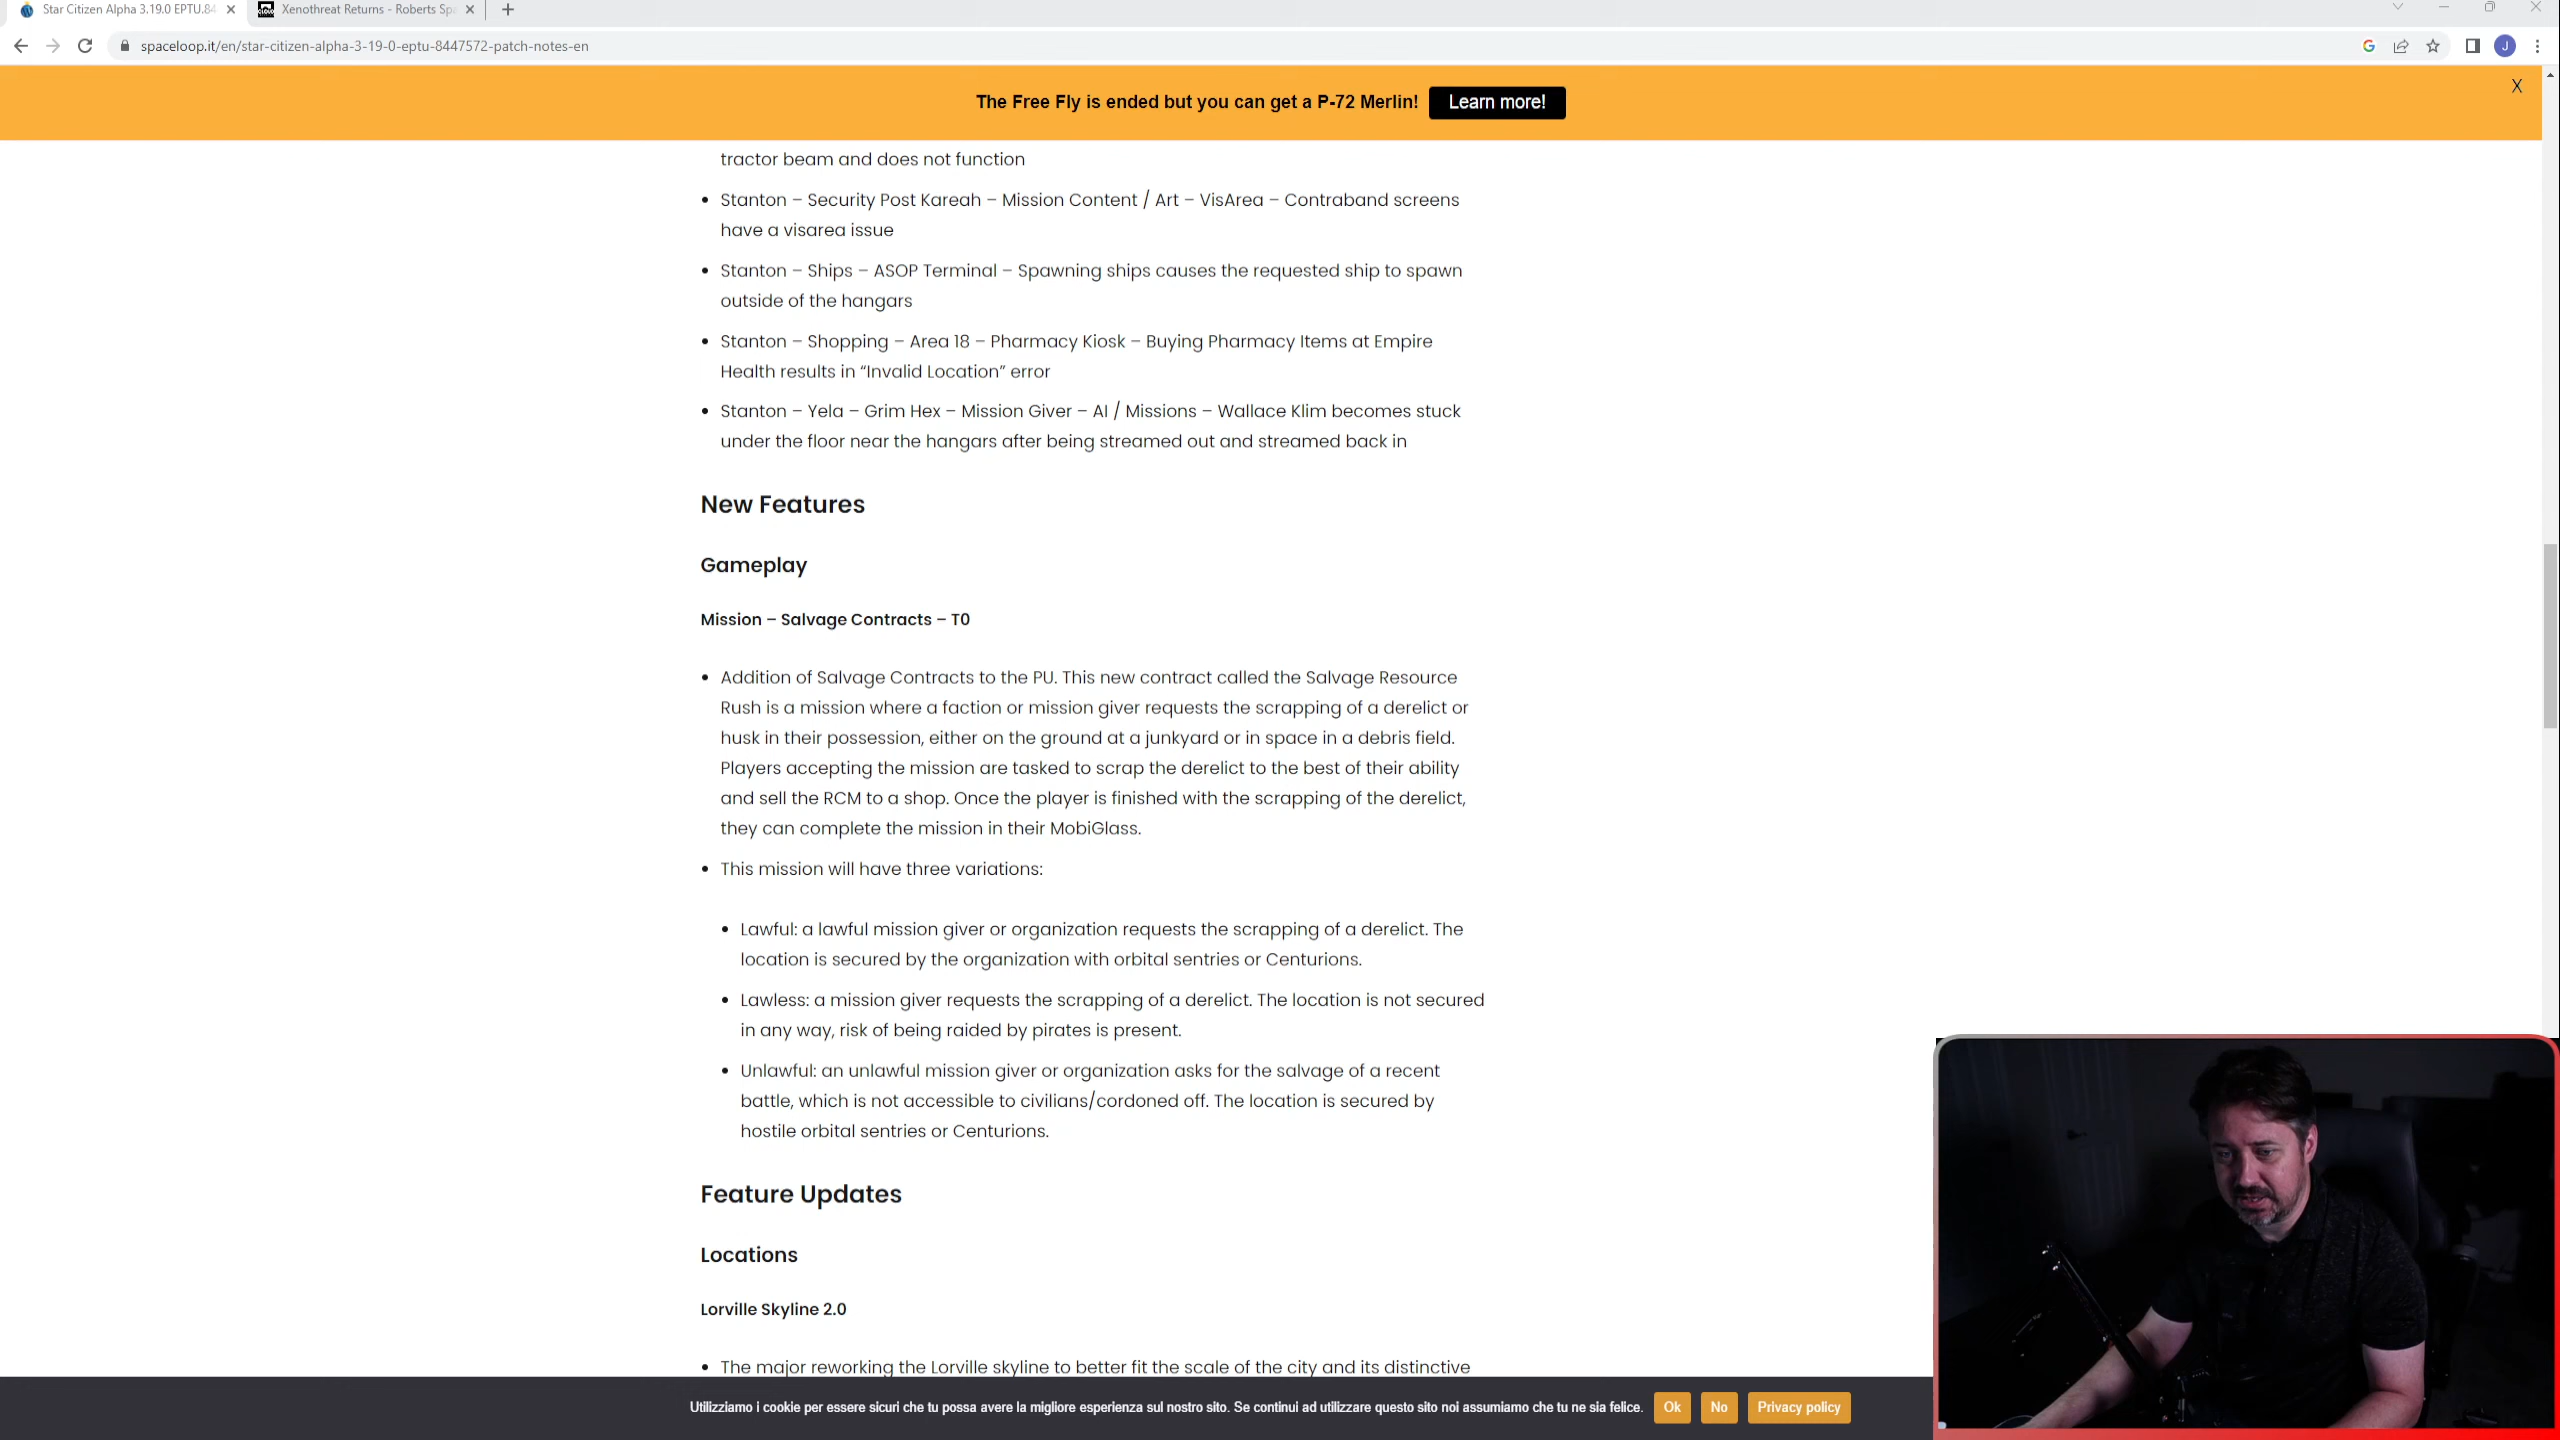 Star Citizen Alpha 3.19.0 EPTU.84
Xenothreat Returns - Roberts Spa
spaceloop.it/en/star-citizen-alpha-3-19-0-eptu-8447572-patch-notes-en
J
The Free Fly is ended but you can get a P-72 Merlin! Learn more!
X
tractor beam and does not function
• Stanton – Security Post Kareah – Mission Content / Art – VisArea – Contraband screens
have a visarea issue
• Stanton – Ships – ASOP Terminal – Spawning ships causes the requested ship to spawn
outside of the hangars
• Stanton – Shopping – Area 18 – Pharmacy Kiosk – Buying Pharmacy Items at Empire
Health results in “Invalid Location” error
• Stanton – Yela – Grim Hex – Mission Giver – AI / Missions – Wallace Klim becomes stuck
under the floor near the hangars after being streamed out and streamed back in
New Features
Gameplay
Mission – Salvage Contracts – T0
• Addition of Salvage Contracts to the PU. This new contract called the Salvage Resource
Rush is a mission where a faction or mission giver requests the scrapping of a derelict or
husk in their possession, either on the ground at a junkyard or in space in a debris field.
Players accepting the mission are tasked to scrap the derelict to the best of their ability
and sell the RCM to a shop. Once the player is finished with the scrapping of the derelict,
they can complete the mission in their MobiGlass.
• This mission will have three variations:
• Lawful: a lawful mission giver or organization requests the scrapping of a derelict. The
location is secured by the organization with orbital sentries or Centurions.
• Lawless: a mission giver requests the scrapping of a derelict. The location is not secured
in any way, risk of being raided by pirates is present.
• Unlawful: an unlawful mission giver or organization asks for the salvage of a recent
battle, which is not accessible to civilians/cordoned off. The location is secured by
hostile orbital sentries or Centurions.
Feature Updates
Locations
Lorville Skyline 2.0
• The major reworking the Lorville skyline to better fit the scale of the city and its distinctive
Utilizziamo i cookie per essere sicuri che tu possa avere la migliore esperienza sul nostro sito. Se continui ad utilizzare questo sito noi assumiamo che tu ne sia felice. Ok No Privacy policy